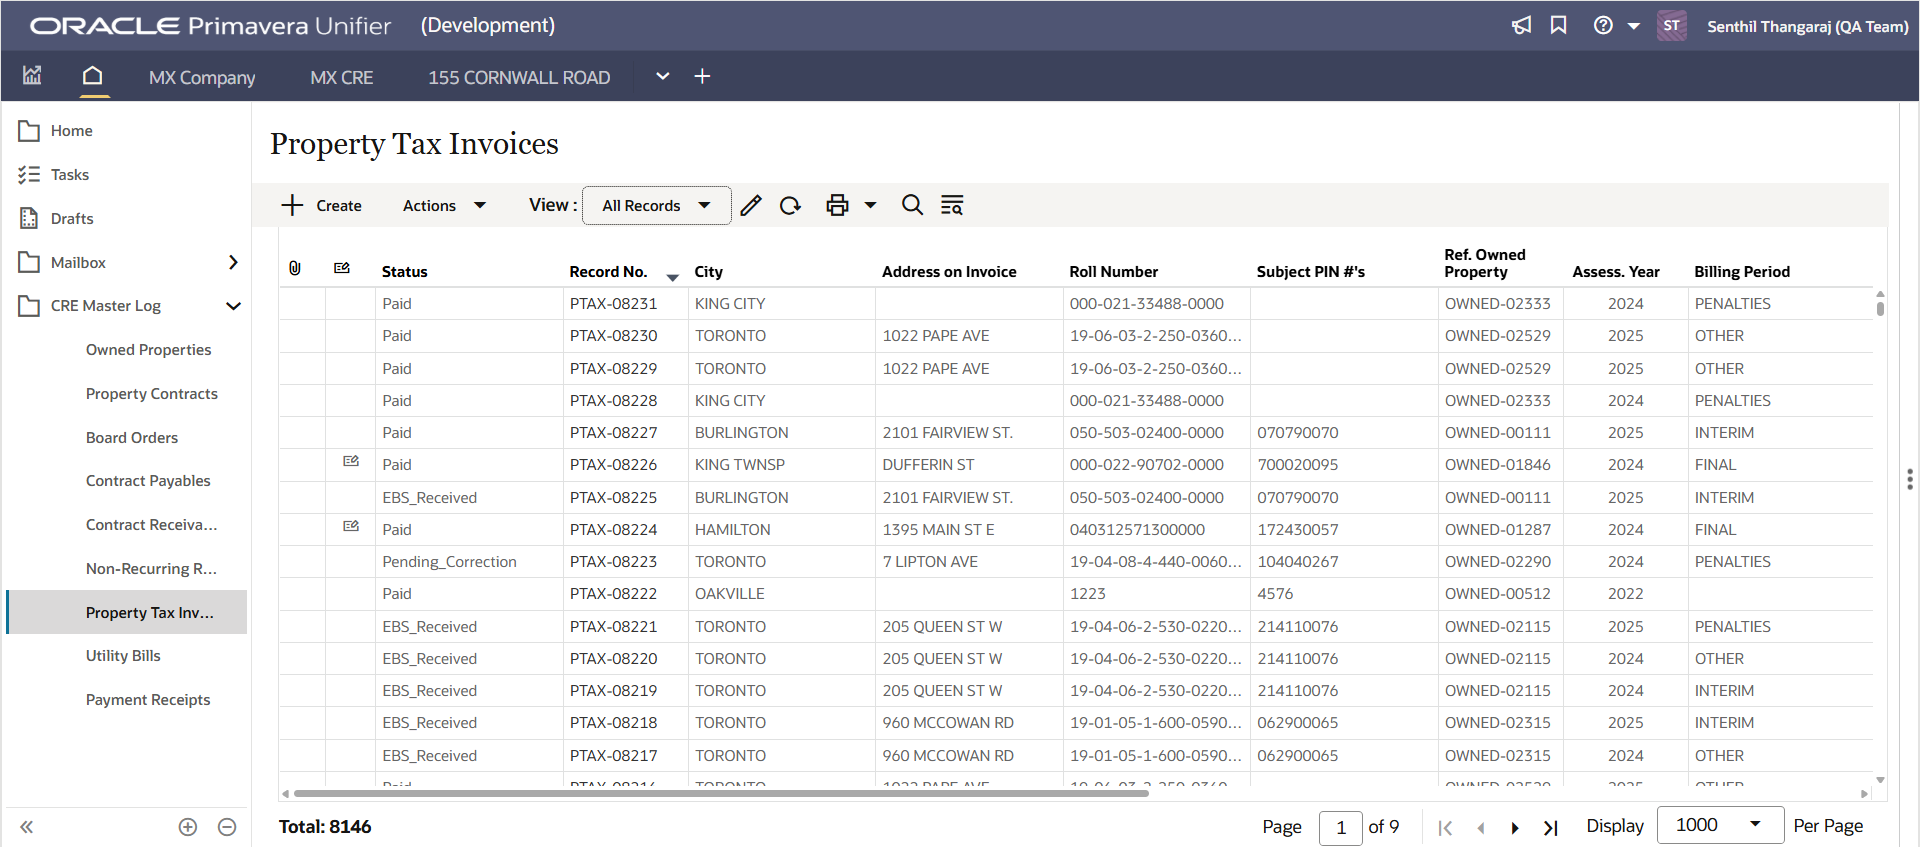 ORACLE Primavera Unifier (Development)
ST Senthil Thangaraj (QA Team)
MX Company MX CRE 155 CORNWALL ROAD
Home
Tasks
Drafts
Mailbox
CRE Master Log
Owned Properties
Property Contracts
Board Orders
Contract Payables
Contract Receiva...
Non-Recurring R...
Property Tax Inv...
Utility Bills
Payment Receipts
Property Tax Invoices
Create Actions View : All Records
Status Record No. City Address on Invoice Roll Number Subject PIN #'s Ref. Owned Property Assess. Year Billing Period
Paid PTAX-08231 KING CITY 000-021-33488-0000 OWNED-02333 2024 PENALTIES
Paid PTAX-08230 TORONTO 1022 PAPE AVE 19-06-03-2-250-0360... OWNED-02529 2025 OTHER
Paid PTAX-08229 TORONTO 1022 PAPE AVE 19-06-03-2-250-0360... OWNED-02529 2025 OTHER
Paid PTAX-08228 KING CITY 000-021-33488-0000 OWNED-02333 2024 PENALTIES
Paid PTAX-08227 BURLINGTON 2101 FAIRVIEW ST. 050-503-02400-0000 070790070 OWNED-00111 2025 INTERIM
Paid PTAX-08226 KING TWNSP DUFFERIN ST 000-022-90702-0000 700020095 OWNED-01846 2024 FINAL
EBS_Received PTAX-08225 BURLINGTON 2101 FAIRVIEW ST. 050-503-02400-0000 070790070 OWNED-00111 2025 INTERIM
Paid PTAX-08224 HAMILTON 1395 MAIN ST E 040312571300000 172430057 OWNED-01287 2024 FINAL
Pending_Correction PTAX-08223 TORONTO 7 LIPTON AVE 19-04-08-4-440-0060... 104040267 OWNED-02290 2024 PENALTIES
Paid PTAX-08222 OAKVILLE 1223 4576 OWNED-00512 2022
EBS_Received PTAX-08221 TORONTO 205 QUEEN ST W 19-04-06-2-530-0220... 214110076 OWNED-02115 2025 PENALTIES
EBS_Received PTAX-08220 TORONTO 205 QUEEN ST W 19-04-06-2-530-0220... 214110076 OWNED-02115 2024 OTHER
EBS_Received PTAX-08219 TORONTO 205 QUEEN ST W 19-04-06-2-530-0220... 214110076 OWNED-02115 2024 INTERIM
EBS_Received PTAX-08218 TORONTO 960 MCCOWAN RD 19-01-05-1-600-0590... 062900065 OWNED-02315 2025 INTERIM
EBS_Received PTAX-08217 TORONTO 960 MCCOWAN RD 19-01-05-1-600-0590... 062900065 OWNED-02315 2024 OTHER
Total: 8146 Page 1 of 9 Display 1000 Per Page